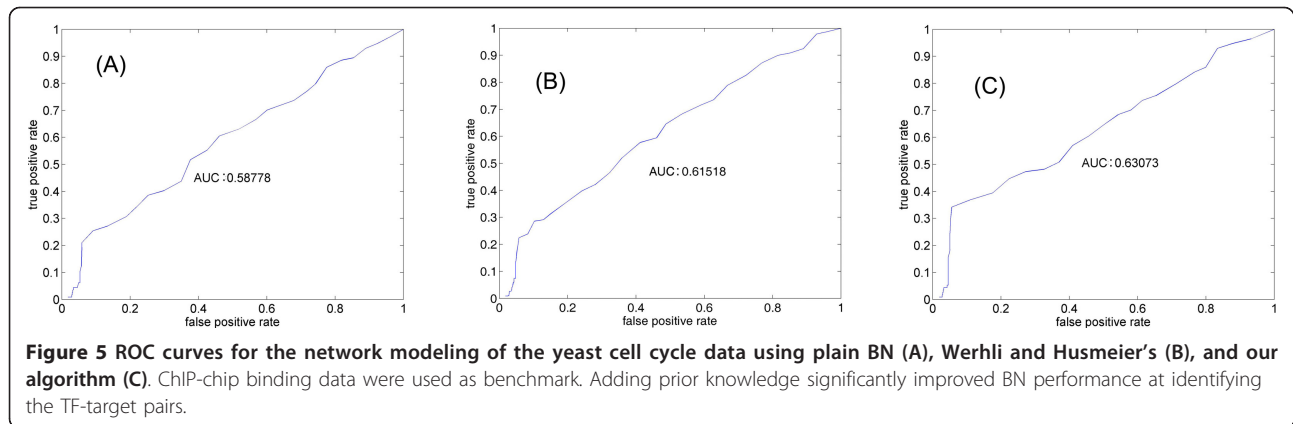 (A)
1
0.9
0.8
0.7
0.6
0.5
0.4
0.3
0.2
0.1
0
true positive rate
AUC:0.58778
0 0.2 0.4 0.6 0.8 1
false positive rate
(B)
1
0.9
0.8
0.7
0.6
0.5
0.4
0.3
0.2
0.1
0
true positive rate
AUC:0.61518
0 0.2 0.4 0.6 0.8 1
false positive rate
(C)
1
0.9
0.8
0.7
0.6
0.5
0.4
0.3
0.2
0.1
0
true positive rate
AUC:0.63073
0 0.2 0.4 0.6 0.8 1
false positive rate
Figure 5 ROC curves for the network modeling of the yeast cell cycle data using plain BN (A), Werhli and Husmeier's (B), and our
algorithm (C). ChIP-chip binding data were used as benchmark. Adding prior knowledge significantly improved BN performance at identifying
the TF-target pairs.